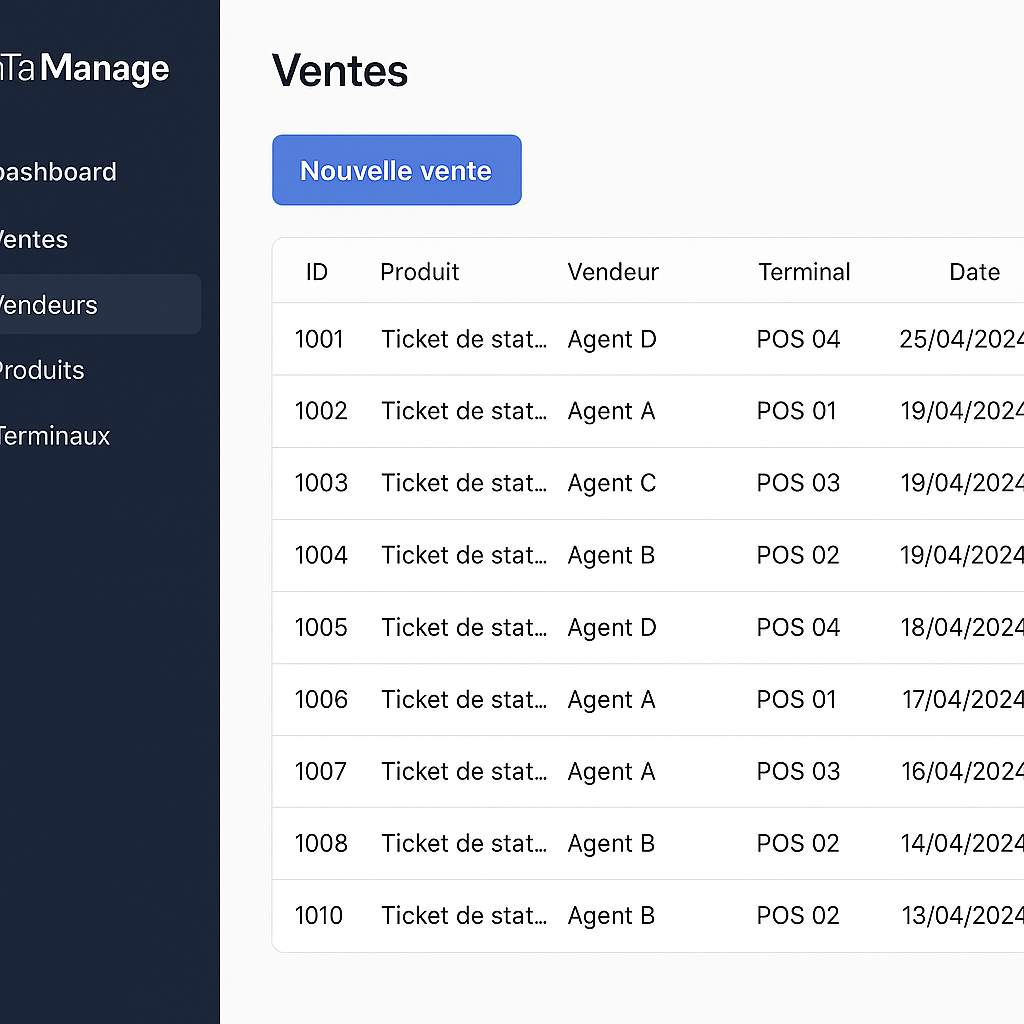 Ta Manage
Dashboard
Ventes
Vendeurs
Produits
Terminaux
Ventes
Nouvelle vente
ID Produit Vendeur Terminal Date
1001 Ticket de stat... Agent D POS 04 25/04/2024
1002 Ticket de stat... Agent A POS 01 19/04/2024
1003 Ticket de stat... Agent C POS 03 19/04/2024
1004 Ticket de stat... Agent B POS 02 19/04/2024
1005 Ticket de stat... Agent D POS 04 18/04/2024
1006 Ticket de stat... Agent A POS 01 17/04/2024
1007 Ticket de stat... Agent A POS 03 16/04/2024
1008 Ticket de stat... Agent B POS 02 14/04/2024
1010 Ticket de stat... Agent B POS 02 13/04/2024